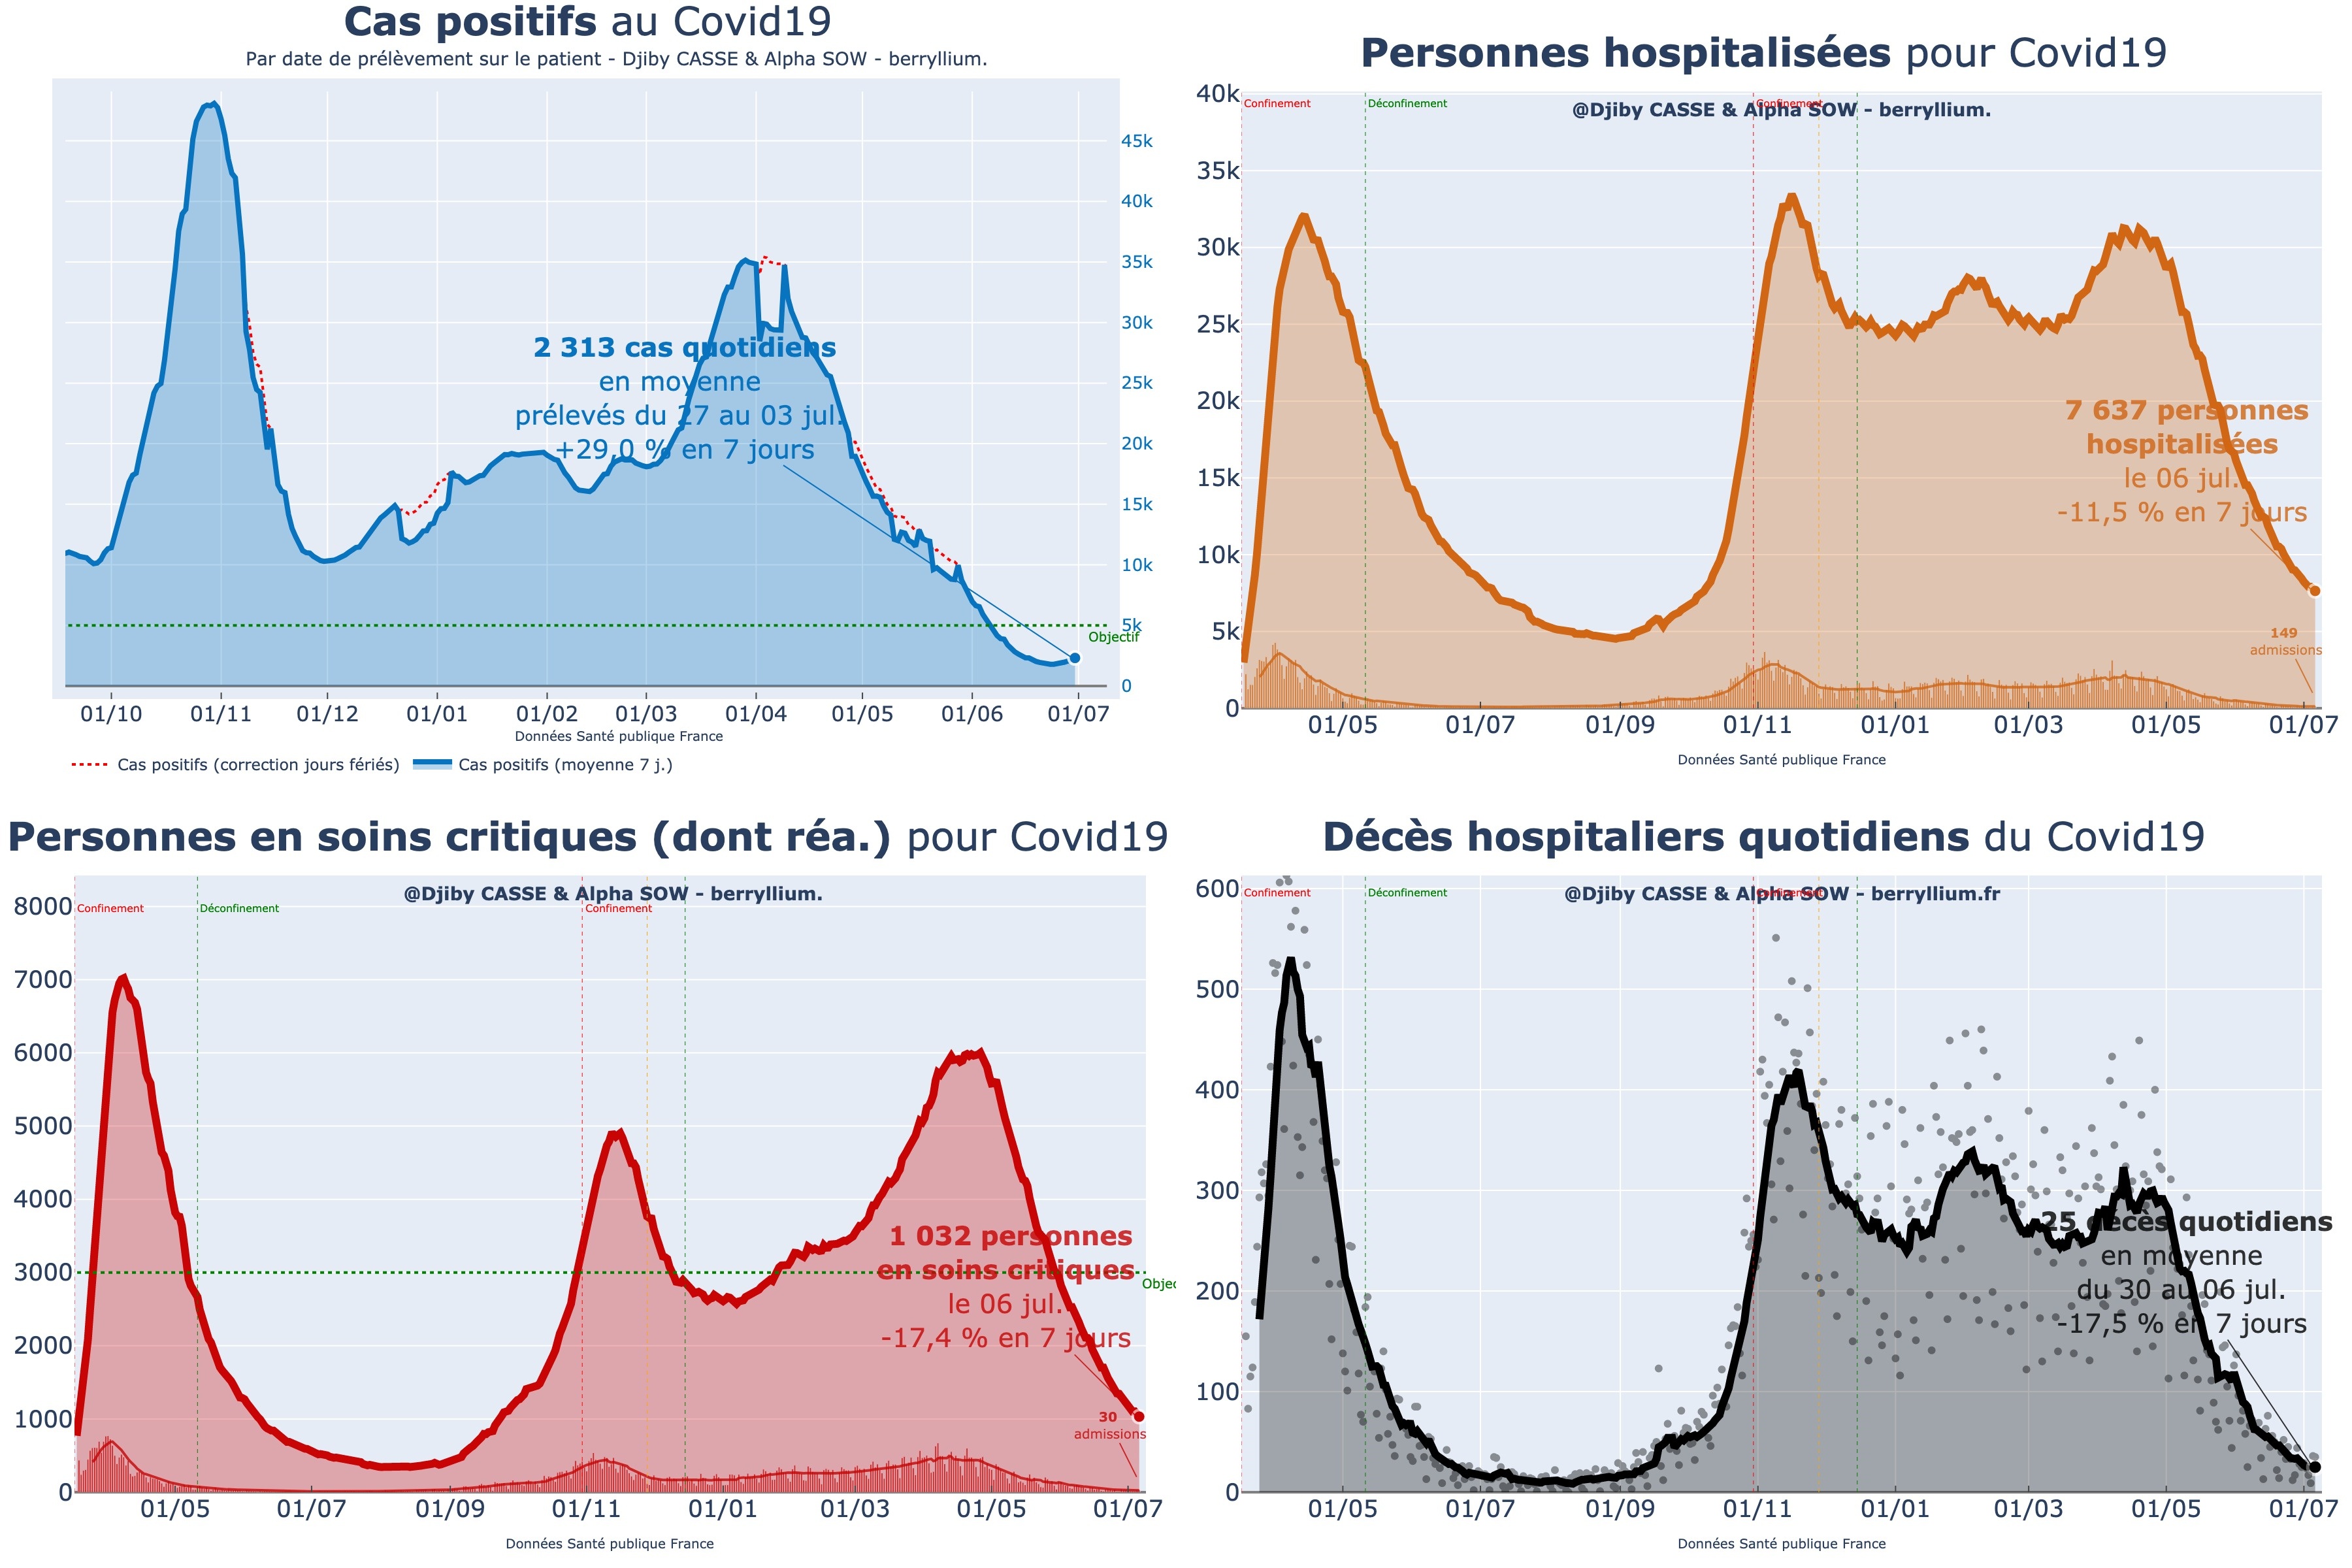 Cas positifs au Covid19
Par date de prélèvement sur le patient - Djiby CASSE & Alpha SOW - berryllium.
45k
40k
35k
30k
25k
20k
15k
10k
5k
0
Objectif
2 313 cas quotidiens
en moyenne
prélevés du 27 au 03 jul.
+29,0 % en 7 jours
01/10 01/11 01/12 01/01 01/02 01/03 01/04 01/05 01/06 01/07
Données Santé publique France
Cas positifs (correction jours fériés) Cas positifs (moyenne 7 j.)
Personnes hospitalisées pour Covid19
@Djiby CASSE & Alpha SOW - berryllium.
Confinement Déconfinement Confinement
40k
35k
30k
25k
20k
15k
10k
5k
0
7 637 personnes
hospitalisées
le 06 jul.
-11,5 % en 7 jours
149
admissions
01/05 01/07 01/09 01/11 01/01 01/03 01/05 01/07
Données Santé publique France
Personnes en soins critiques (dont réa.) pour Covid19
@Djiby CASSE & Alpha SOW - berryllium.
Confinement Déconfinement Confinement
8000
7000
6000
5000
4000
3000
2000
1000
0
1 032 personnes
en soins critiques
le 06 jul.
-17,4 % en 7 jours
Objec
30
admissions
01/05 01/07 01/09 01/11 01/01 01/03 01/05 01/07
Données Santé publique France
Décès hospitaliers quotidiens du Covid19
@Djiby CASSE & Alpha SOW - berryllium.fr
Confinement Déconfinement Confinement
600
500
400
300
200
100
0
25 décès quotidiens
en moyenne
du 30 au 06 jul.
-17,5 % en 7 jours
01/05 01/07 01/09 01/11 01/01 01/03 01/05 01/07
Données Santé publique France